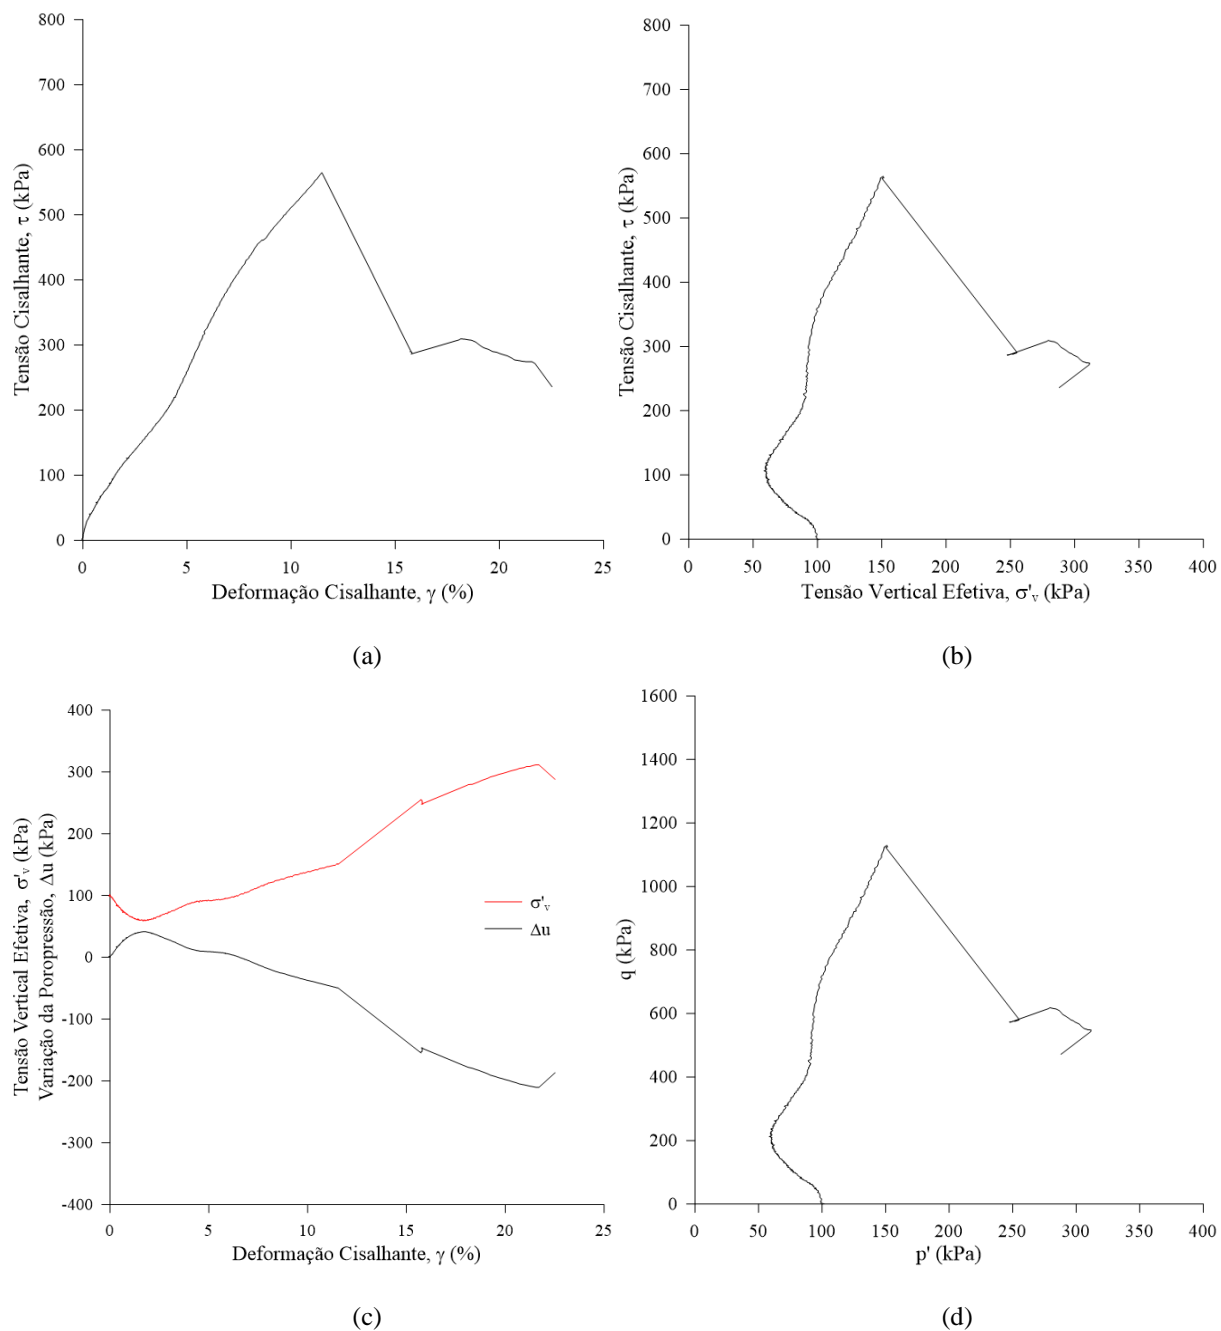 800
700
600
500
400
300
200
100
0
Tensão Cisalhante, τ (kPa)
0 5 10 15 20 25
Deformação Cisalhante, γ (%)
(a)
800
700
600
500
400
300
200
100
0
Tensão Cisalhante, τ (kPa)
0 50 100 150 200 250 300 350 400
Tensão Vertical Efetiva, σ'v (kPa)
(b)
400
300
200
100
0
-100
-200
-300
-400
Tensão Vertical Efetiva, σ'v (kPa)
Variação da Poropressão, Δu (kPa)
σ'v
Δu
0 5 10 15 20 25
Deformação Cisalhante, γ (%)
(c)
1600
1400
1200
1000
800
600
400
200
0
q (kPa)
0 50 100 150 200 250 300 350 400
p' (kPa)
(d)